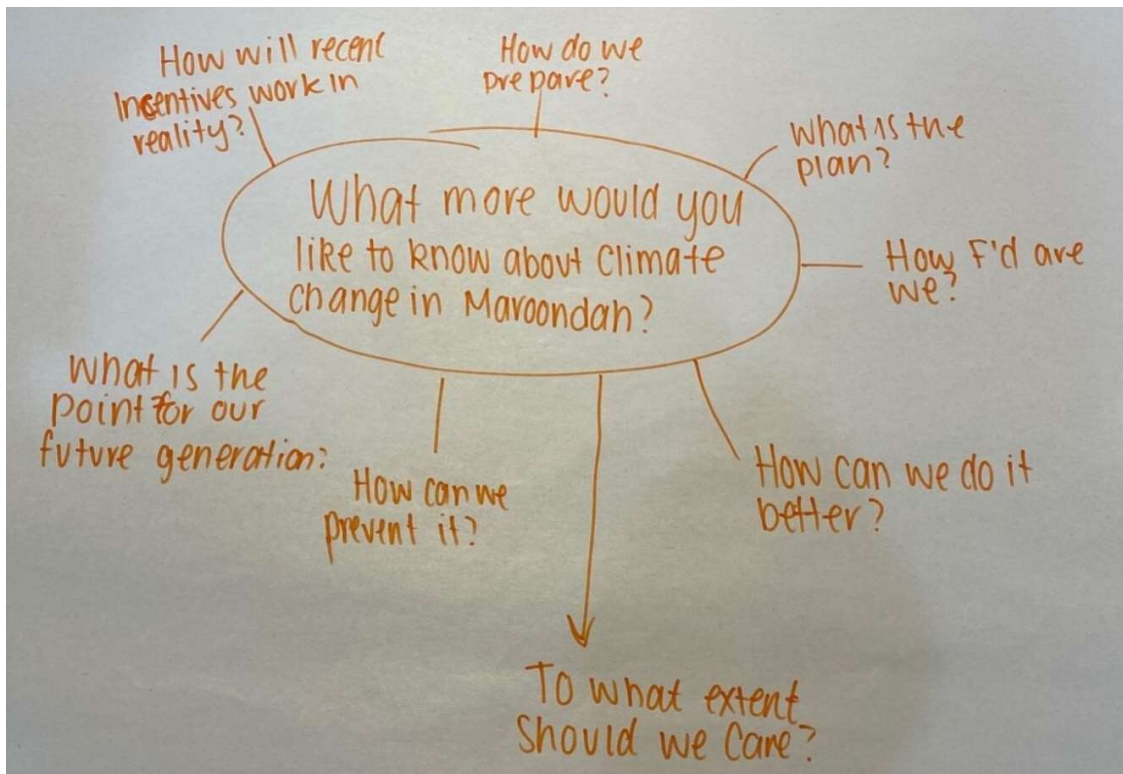 How will recent
Incentives work in
reality?
How do we
prepare?
What is the
plan?
What more would you
like to know about Climate
change in Maroondah?
How F'd are
we?
What is the
point for our
future generation?
How can we
prevent it?
How can we do it
better?
To what extent
should we care?